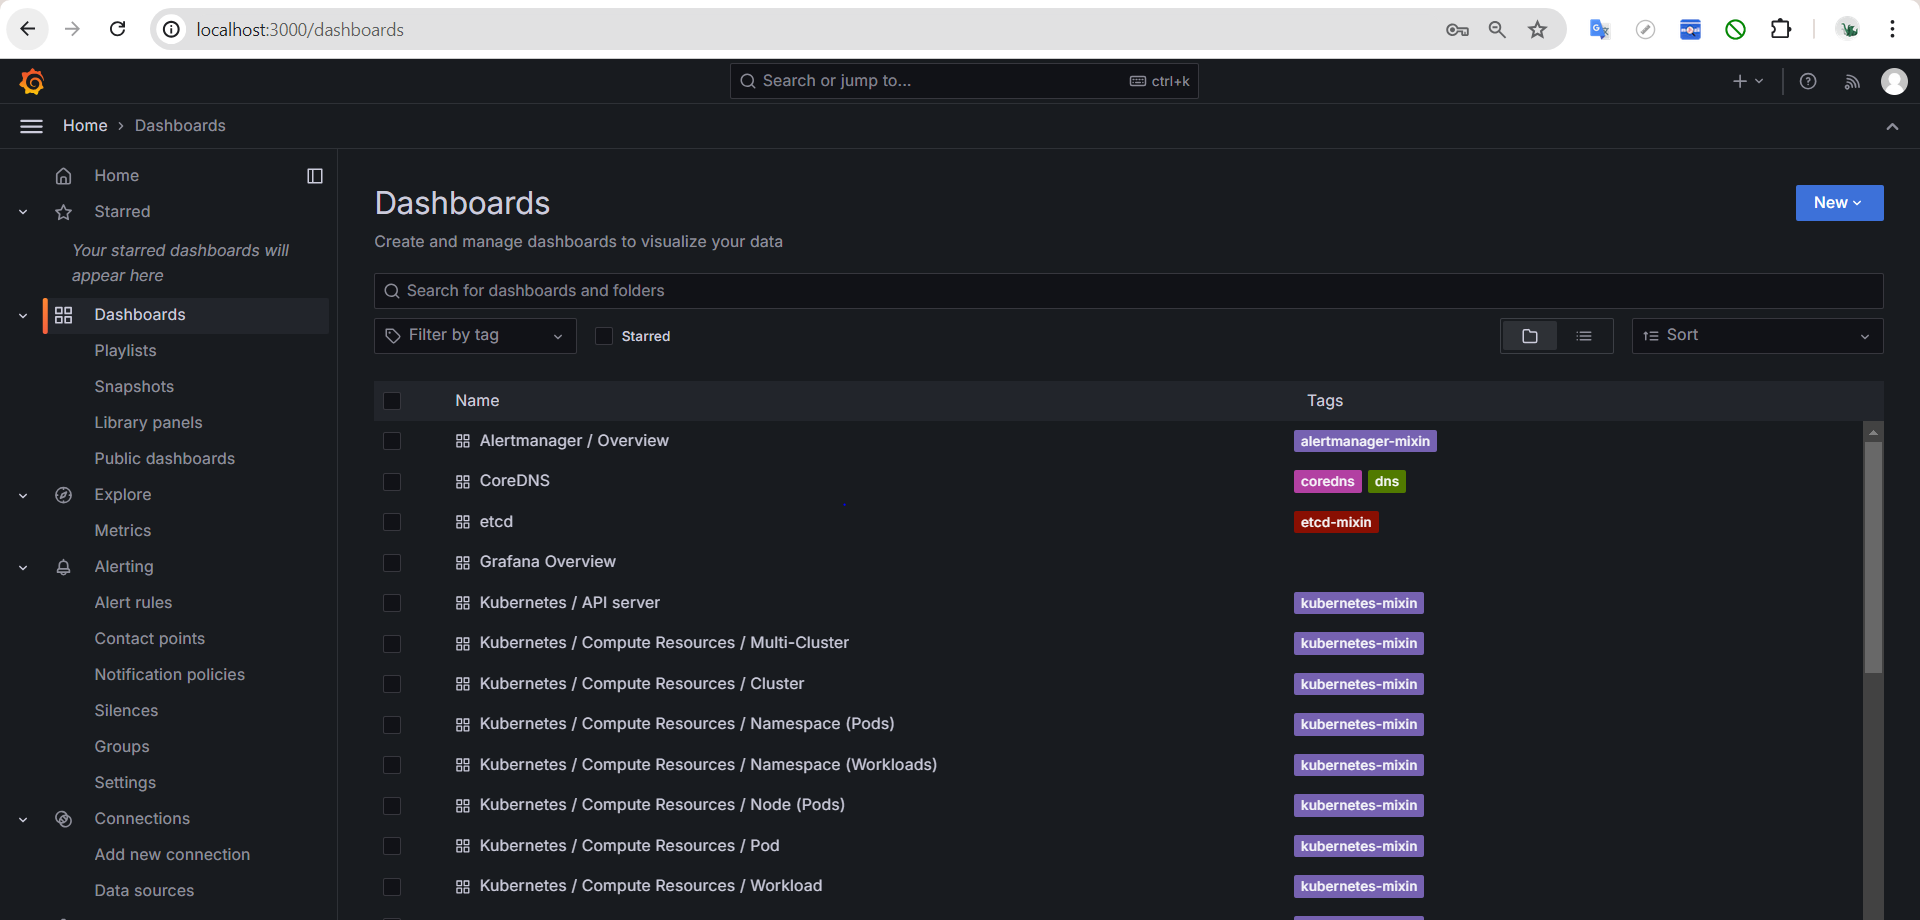 localhost:3000/dashboards
Search or jump to...
ctrl+k
Home
Dashboards
Home
Starred
Your starred dashboards will
appear here
Dashboards
Playlists
Snapshots
Library panels
Public dashboards
Explore
Metrics
Alerting
Alert rules
Contact points
Notification policies
Silences
Groups
Settings
Connections
Add new connection
Data sources
Dashboards
New
Create and manage dashboards to visualize your data
Search for dashboards and folders
Filter by tag
Starred
Sort
Name Tags
Alertmanager / Overview alertmanager-mixin
CoreDNS coredns dns
etcd etcd-mixin
Grafana Overview
Kubernetes / API server kubernetes-mixin
Kubernetes / Compute Resources / Multi-Cluster kubernetes-mixin
Kubernetes / Compute Resources / Cluster kubernetes-mixin
Kubernetes / Compute Resources / Namespace (Pods) kubernetes-mixin
Kubernetes / Compute Resources / Namespace (Workloads) kubernetes-mixin
Kubernetes / Compute Resources / Node (Pods) kubernetes-mixin
Kubernetes / Compute Resources / Pod kubernetes-mixin
Kubernetes / Compute Resources / Workload kubernetes-mixin